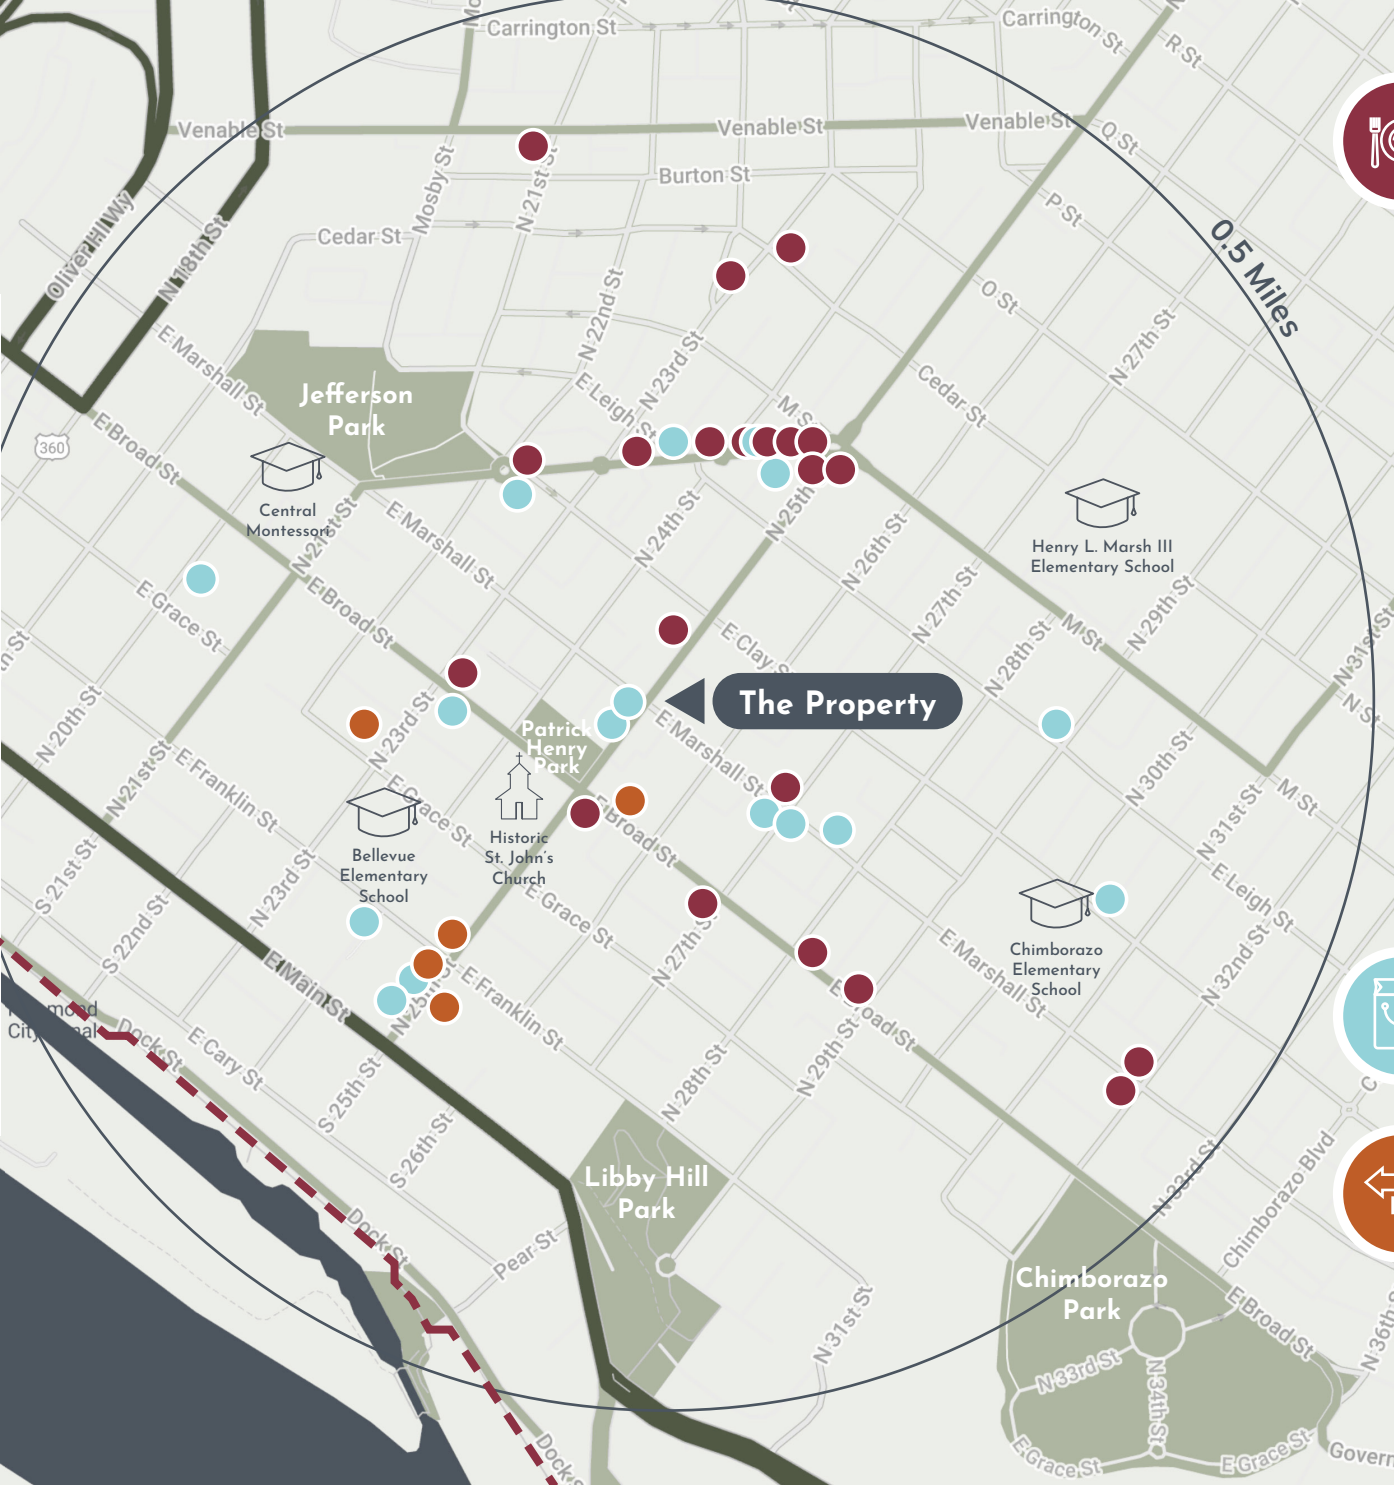 Carrington St
Carrington St
R St
Venable St
Venable St
Venable St
Q St
Mosby St
N 21st St
Burton St
P St
Oliver Hl Wy
N 18th St
Cedar St
0.5 Miles
O St
N 22nd St
N 27th St
E Marshall St
N 23rd St
Cedar St
E Leigh St
Jefferson
Park
M St
E Broad St
360
Central
Montessori
N 21st St
E Marshall St
N 24th St
N 25th
N 26th St
Henry L. Marsh III
Elementary School
E Grace St
E Broad St
N 27th St
N 29th St
M St
N 28th St
N 31st St
E Clay St
N St
The Property
N 20th St
N 23rd St
Patrick
Henry
Park
E Marshall St
N 21st St
E Franklin St
E Grace St
N 30th St
M St
N 31st St
E Broad St
Historic
St. John's
Church
Bellevue
Elementary
School
S 21st St
N 23rd St
E Leigh St
E Grace St
S 22nd St
N 27th St
N 32nd St
E Marshall St
Chimborazo
Elementary
School
E Main St
N 25th St
E Franklin St
E Broad St
Dock St
E Cary St
S 25th St
N 28th St
N 29th St
S 26th St
N 33rd St
Chimborazo Blvd
Libby Hill
Park
Dock St
Pear St
Chimborazo
Park
E Broad St
N 31st St
N 36th S
N 33rd St
N 34th St
E Grace St
E Grace St
Govern
Dock S